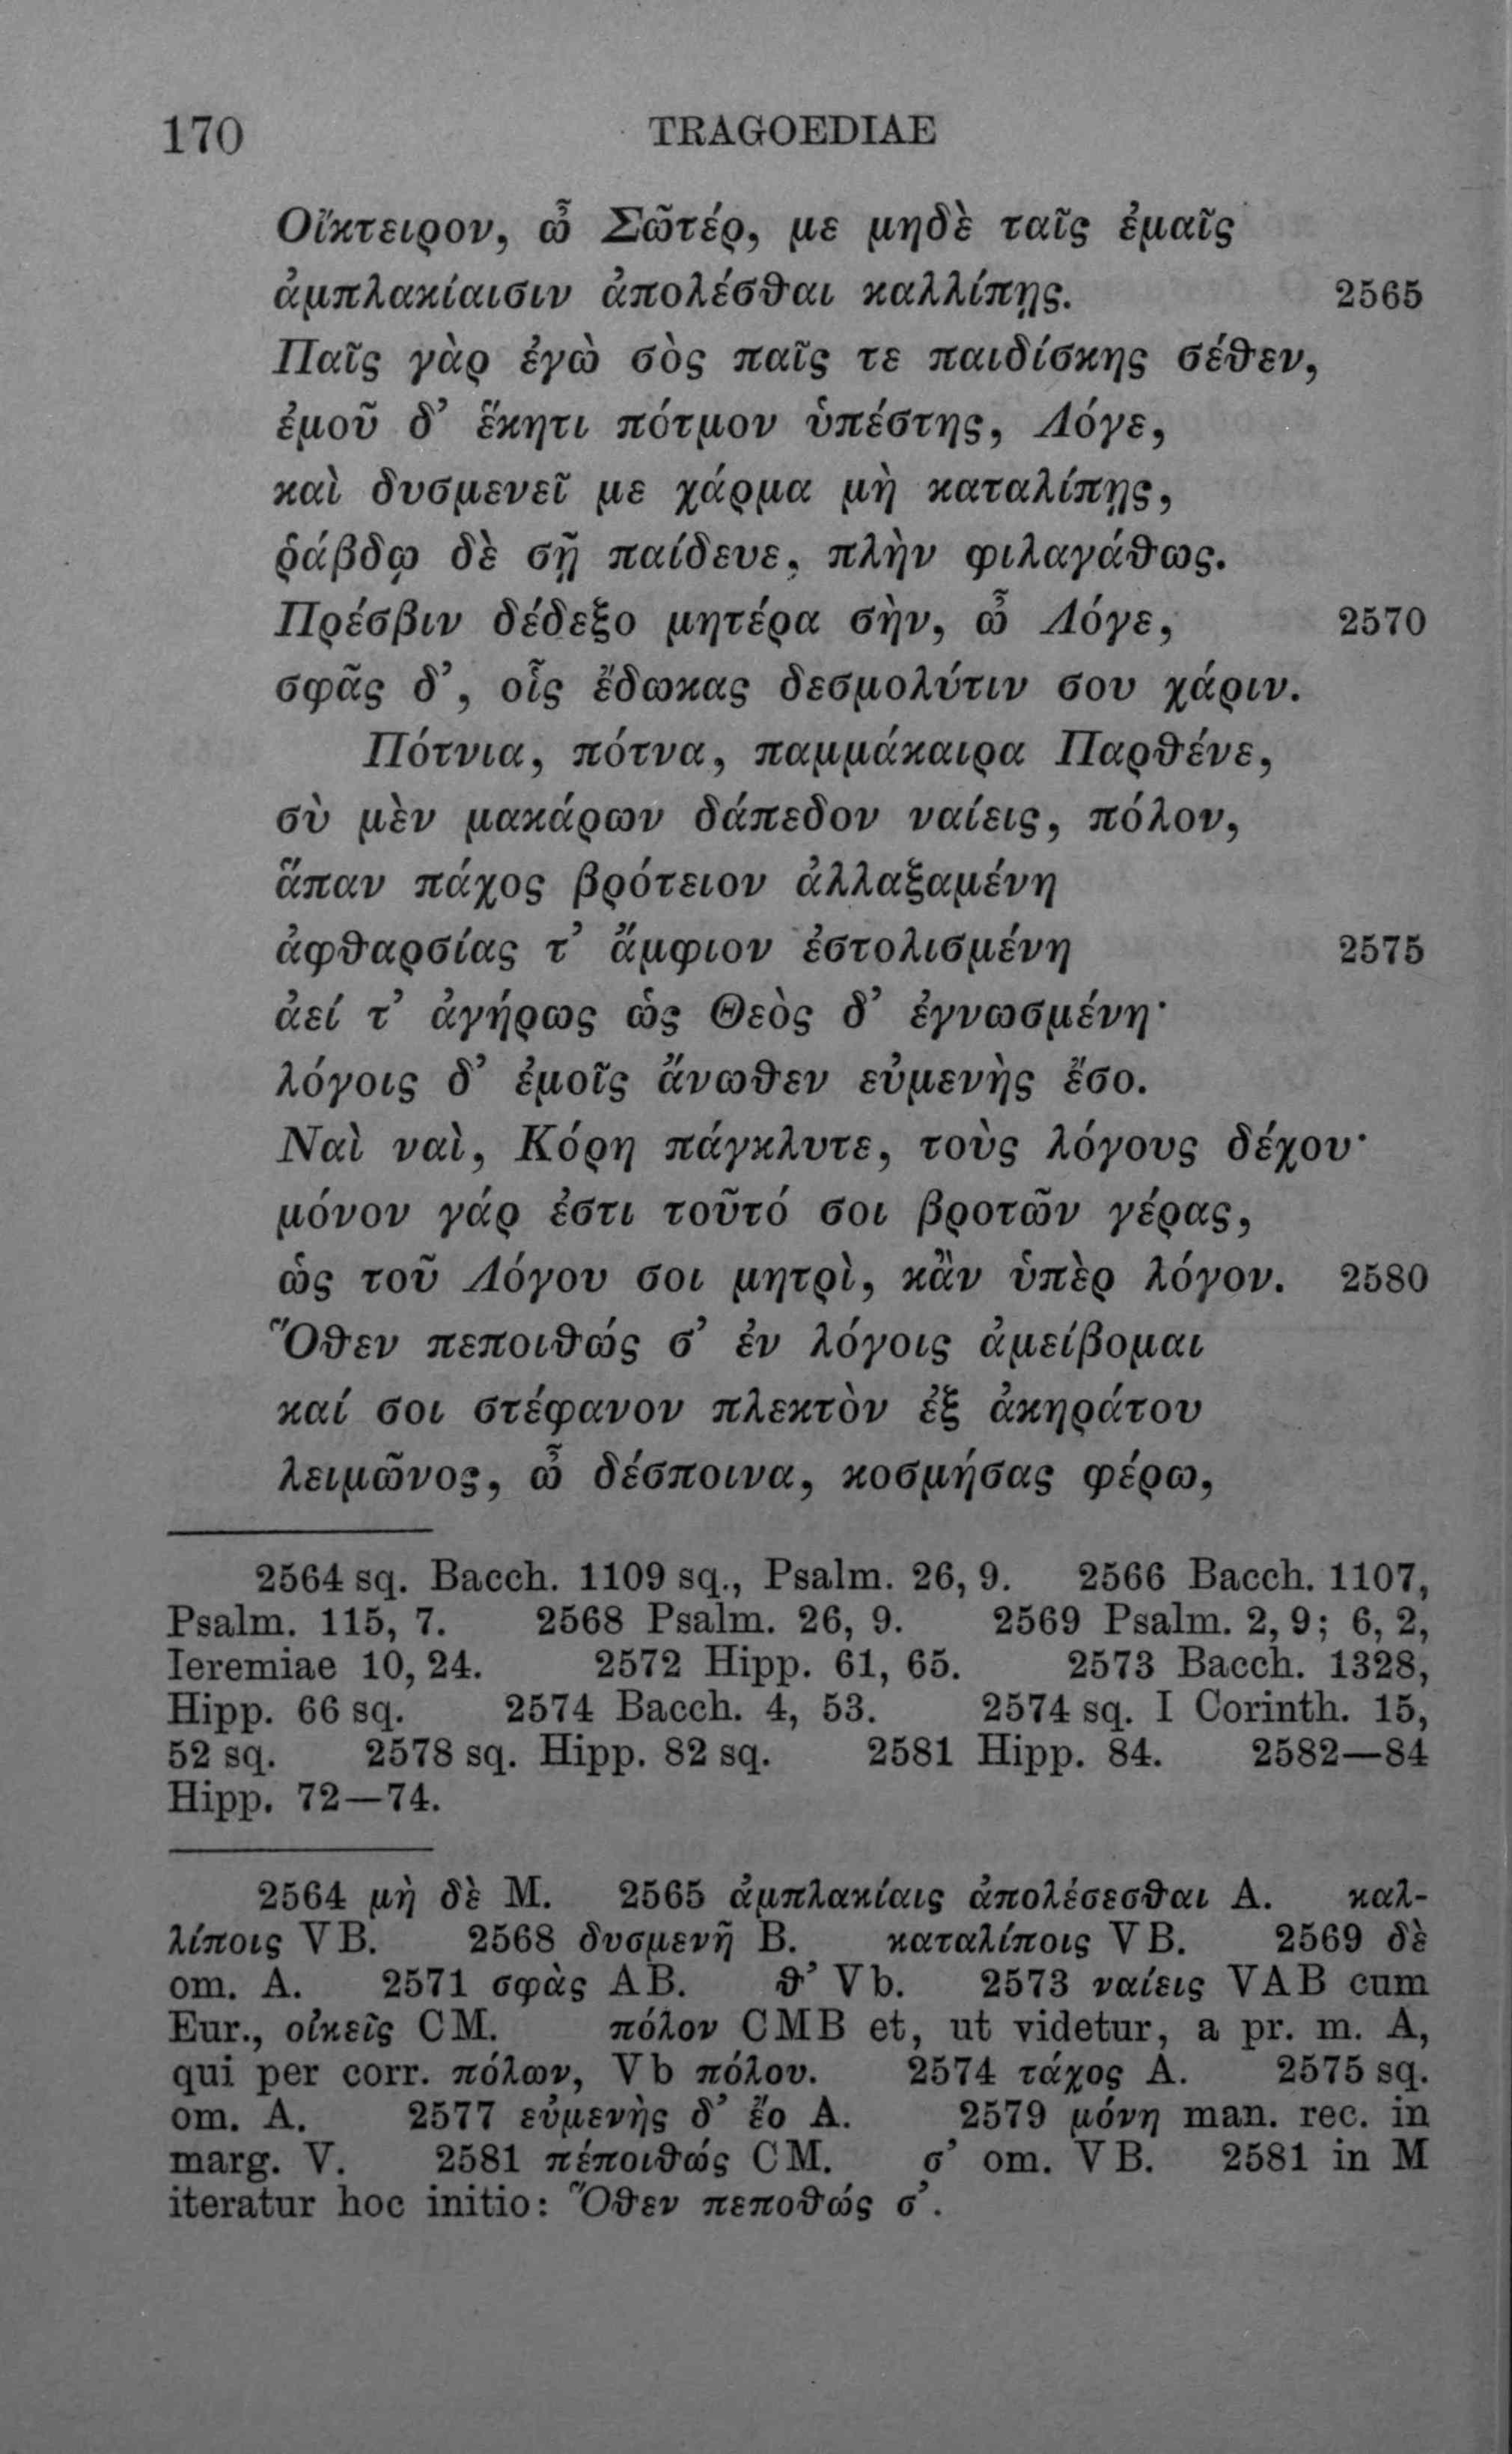 170 TRAGOEDIAE
Οἴκτειρον, ὦ Σῶτέρ, με μηδὲ ταῖς ἐμαῖς
ἀμπλακίαισιν ἀπολέσθαι καλλίπῃς. 2565
Παῖς γὰρ ἐγὼ σὸς παῖς τε παιδίσκης σέθεν,
ἐμοῦ δ’ ἕκητι πότμον ὑπέστης, Λόγε,
καὶ δυσμενεῖ με χάρμα μὴ καταλίπῃς,
ῥάβδῳ δὲ σῇ παίδευε, πλὴν φιλαγάθως.
Πρέσβιν δέδεξο μητέρα σὴν, ὦ Λόγε, 2570
σφᾶς δ’, οἷς ἔδωκας δεσμολύτιν σου χάριν.
Πότνια, πότνα, παμμάκαιρα Παρθένε,
σὺ μὲν μακάρων δάπεδον ναίεις, πόλον,
ἅπαν πάχος βρότειον ἀλλαξαμένη
ἀφθαρσίας τ’ ἄμφιον ἐστολισμένη 2575
ἀεί τ’ ἀγήρως ὡς Θεὸς δ’ ἐγνωσμένη·
λόγοις δ’ ἐμοῖς ἄνωθεν εὐμενὴς ἔσο.
Ναὶ ναὶ, Κόρη πάγκλυτε, τοὺς λόγους δέχου·
μόνον γάρ ἐστι τοῦτό σοι βροτῶν γέρας,
ὡς τοῦ Λόγου σοι μητρὶ, κἂν ὑπὲρ λόγον. 2580
Ὅθεν πεποιθώς σ’ ἐν λόγοις ἀμείβομαι
καί σοι στέφανον πλεκτὸν ἐξ ἀκηράτου
λειμῶνος, ὦ δέσποινα, κοσμήσας φέρω,
2564 sq. Bacch. 1109 sq., Psalm. 26, 9. 2566 Bacch. 1107,
Psalm. 115, 7. 2568 Psalm. 26, 9. 2569 Psalm. 2, 9; 6, 2,
Ieremiae 10, 24. 2572 Hipp. 61, 65. 2573 Bacch. 1328,
Hipp. 66 sq. 2574 Bacch. 4, 53. 2574 sq. I Corinth. 15,
52 sq. 2578 sq. Hipp. 82 sq. 2581 Hipp. 84. 2582—84
Hipp. 72—74.
2564 μὴ δὲ M. 2565 ἀμπλακίαις ἀπολέσεσθαι A. καλ-
λίποις VB. 2568 δυσμενῆ B. καταλίποις VB. 2569 δὲ
om. A. 2571 σφὰς AB. θ’ Vb. 2573 ναίεις VAB cum
Eur., οἰκεῖς CM. πόλον CMB et, ut videtur, a pr. m. A,
qui per corr. πόλων, Vb πόλου. 2574 τάχος A. 2575 sq.
om. A. 2577 εὐμενὴς δ’ ἔο A. 2579 μόνη man. rec. in
marg. V. 2581 πέποιθώς CM. σ’ om. VB. 2581 in M
iteratur hoc initio: Ὅθεν πεποθώς σ’.